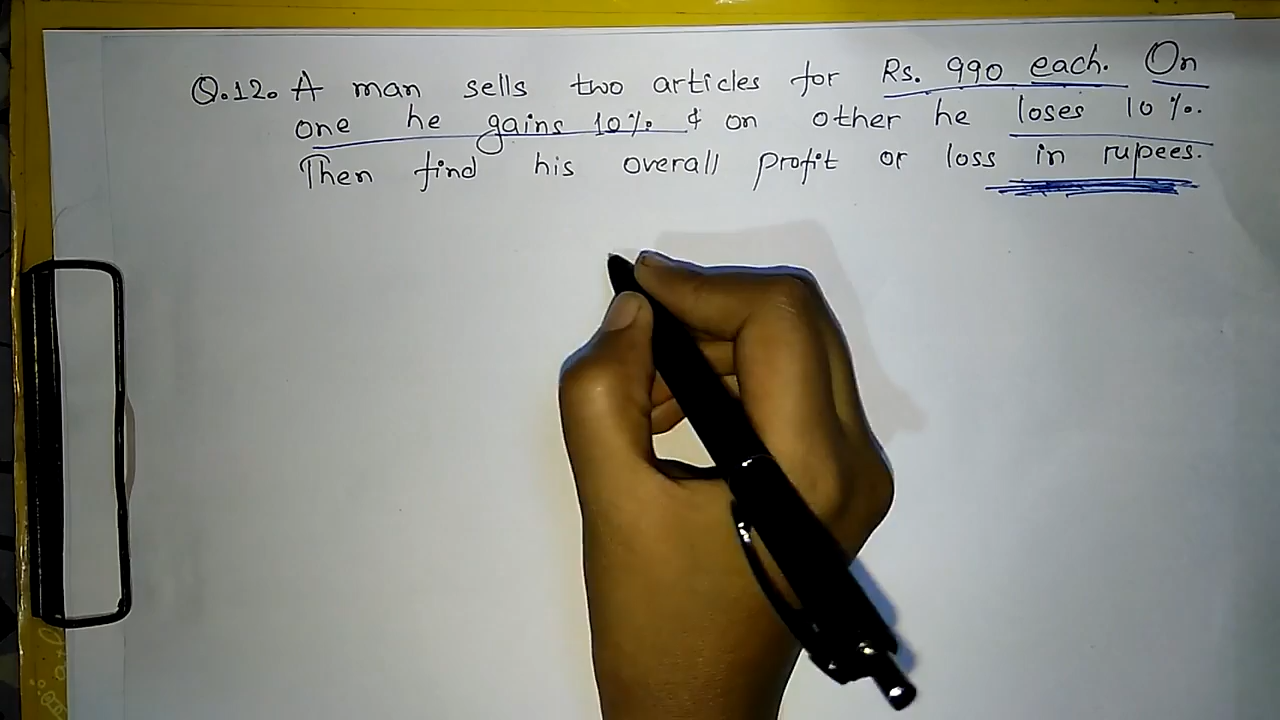 Q.12. A man sells two articles for Rs. 990 each. On
one he gains 10% & on other he loses 10%.
Then find his overall profit or loss in rupees.